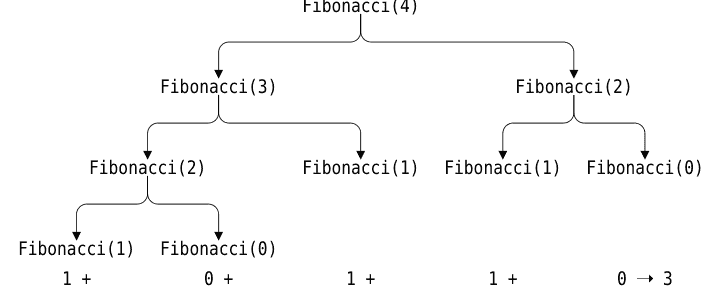 Fibonacci(4)
Fibonacci(3) Fibonacci(2)
Fibonacci(2) Fibonacci(1) Fibonacci(1) Fibonacci(0)
Fibonacci(1) Fibonacci(0)
1 + 0 + 1 + 1 + 0 → 3